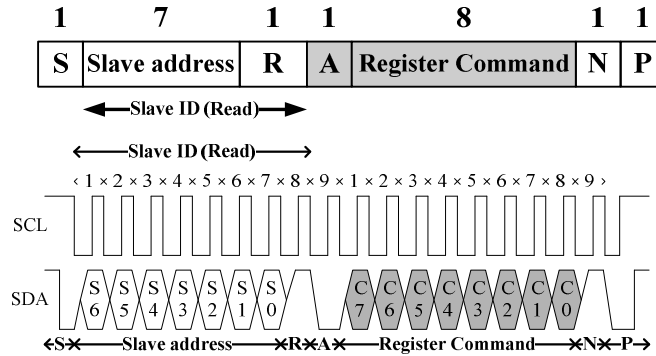 1 7 1 1 8 1 1
S Slave address R A Register Command N P
Slave ID (Read)
Slave ID (Read)
‹ 1 × 2 × 3 × 4 × 5 × 6 × 7 × 8 × 9 × 1 × 2 × 3 × 4 × 5 × 6 × 7 × 8 × 9 ›
SCL
SDA S6 S5 S4 S3 S2 S1 S0 C7 C6 C5 C4 C3 C2 C1 C0
S Slave address R A Register Command N P